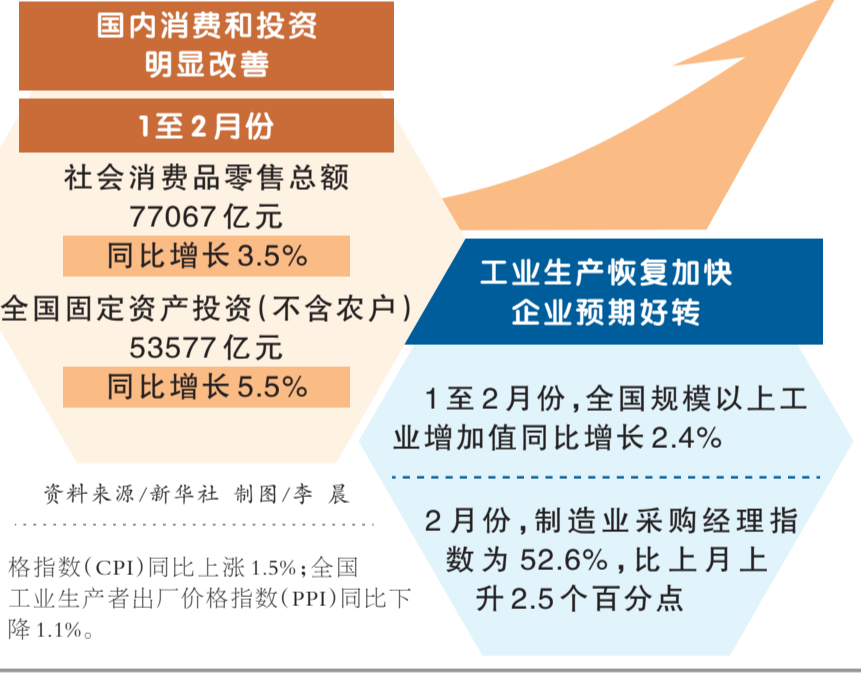 国内消费和投资
明显改善
1至2月份
社会消费品零售总额
77067亿元
同比增长3.5%
全国固定资产投资(不含农户)
53577亿元
同比增长5.5%
工业生产恢复加快
企业预期好转
1至2月份,全国规模以上工
业增加值同比增长2.4%
2月份,制造业采购经理指
数为52.6%,比上月上
升2.5个百分点
资料来源/新华社 制图/李 晨
格指数(CPI)同比上涨1.5%;全国
工业生产者出厂价格指数(PPI)同比下
降1.1%。